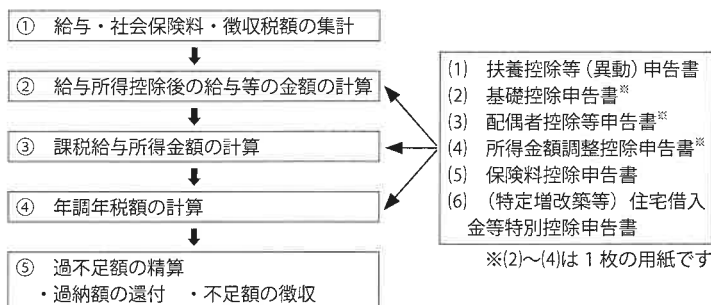 ① 給与・社会保険料・徴収税額の集計
② 給与所得控除後の給与等の金額の計算
③ 課税給与所得金額の計算
④ 年調年税額の計算
⑤ 過不足額の精算
・過納額の還付 ・不足額の徴収
(1) 扶養控除等(異動)申告書
(2) 基礎控除申告書※
(3) 配偶者控除等申告書※
(4) 所得金額調整控除申告書※
(5) 保険料控除申告書
(6) (特定増改築等)住宅借入
金等特別控除申告書
※(2)〜(4)は1枚の用紙です